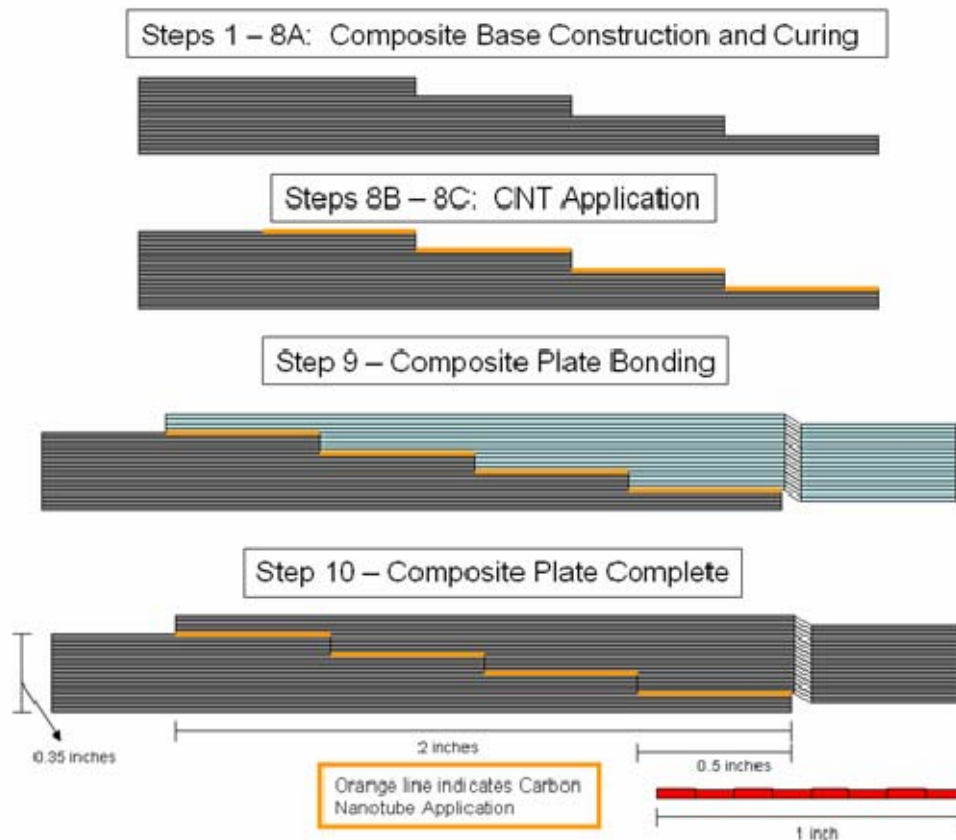 Steps 1 – 8A: Composite Base Construction and Curing
Steps 8B – 8C: CNT Application
Step 9 – Composite Plate Bonding
Step 10 – Composite Plate Complete
0.35 inches
2 inches
0.5 inches
Orange line indicates Carbon
Nanotube Application
1 inch